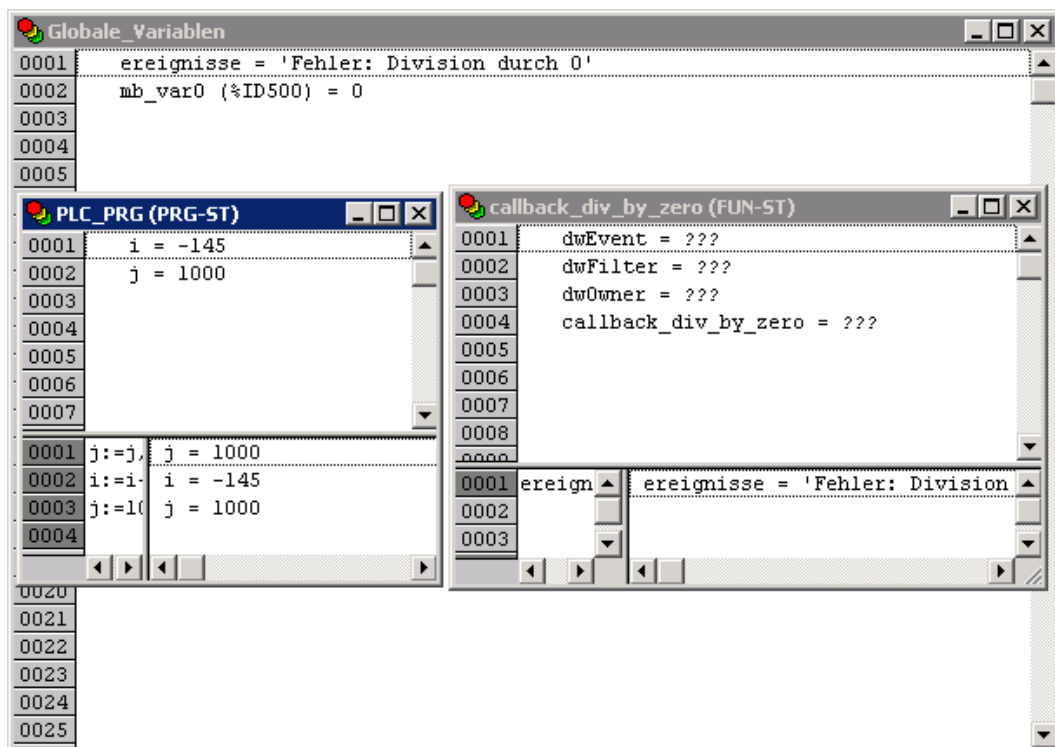 Globale_Variablen
0001 ereignisse = 'Fehler: Division durch 0'
0002 mb_var0 (%ID500) = 0
0003
0004
0005
PLC_PRG (PRG-ST)
0001 i = -145
0002 j = 1000
0003
0004
0005
0006
0007
0001 j:=j, j = 1000
0002 i:=i- i = -145
0003 j:=10 j = 1000
0004
callback_div_by_zero (FUN-ST)
0001 dwEvent = ???
0002 dwFilter = ???
0003 dwOwner = ???
0004 callback_div_by_zero = ???
0005
0006
0007
0008
0001 ereign ereignisse = 'Fehler: Division
0002
0003
0020
0021
0022
0023
0024
0025